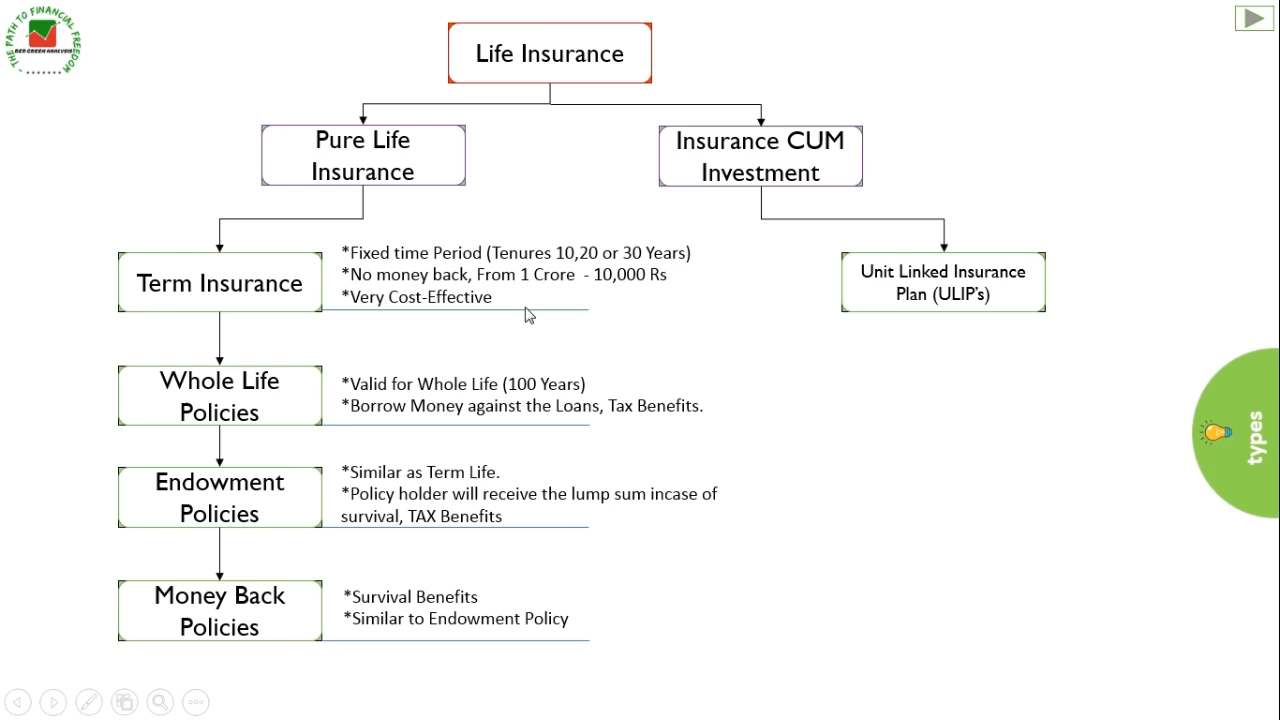 THE PATH TO FINANCIAL FREEDOM
RED GREEN ANALYSIS
Life Insurance
Pure Life
Insurance
Insurance CUM
Investment
Term Insurance
*Fixed time Period (Tenures 10,20 or 30 Years)
*No money back, From 1 Crore - 10,000 Rs
*Very Cost-Effective
Unit Linked Insurance
Plan (ULIP's)
Whole Life
Policies
*Valid for Whole Life (100 Years)
*Borrow Money against the Loans, Tax Benefits.
types
Endowment
Policies
*Similar as Term Life.
*Policy holder will receive the lump sum incase of
survival, TAX Benefits
Money Back
Policies
*Survival Benefits
*Similar to Endowment Policy